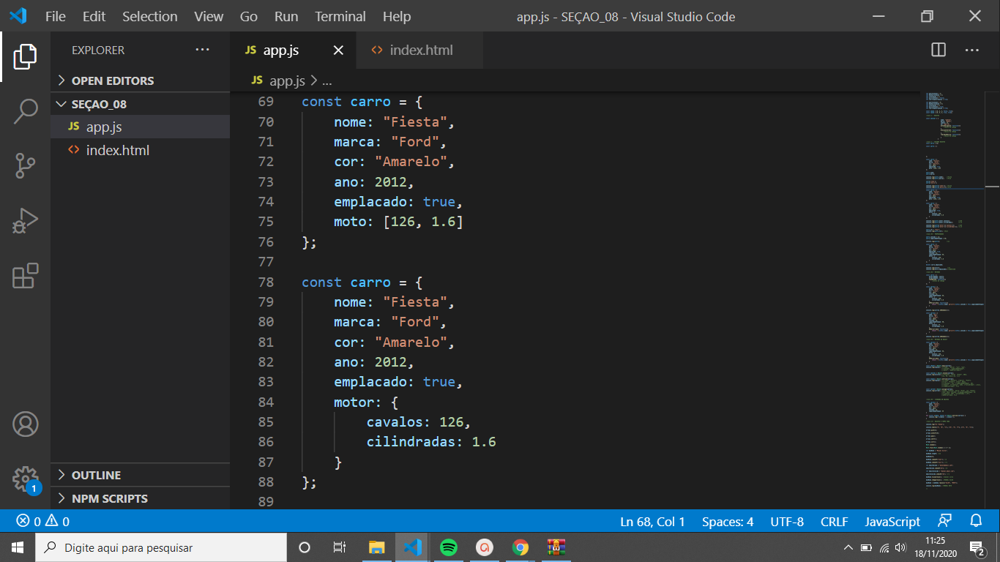 File Edit Selection View Go Run Terminal Help
app.js - SEÇAO_08 - Visual Studio Code
EXPLORER
OPEN EDITORS
SEÇAO_08
JS app.js
index.html
OUTLINE
NPM SCRIPTS
1
JS app.js
index.html
JS app.js > ...
69 const carro = {
70 nome: "Fiesta",
71 marca: "Ford",
72 cor: "Amarelo",
73 ano: 2012,
74 emplacado: true,
75 moto: [126, 1.6]
76 };
77
78 const carro = {
79 nome: "Fiesta",
80 marca: "Ford",
81 cor: "Amarelo",
82 ano: 2012,
83 emplacado: true,
84 motor: {
85 cavalos: 126,
86 cilindradas: 1.6
87 }
88 };
89
0 0
Ln 68, Col 1 Spaces: 4 UTF-8 CRLF JavaScript
Digite aqui para pesquisar
11:25
18/11/2020
2